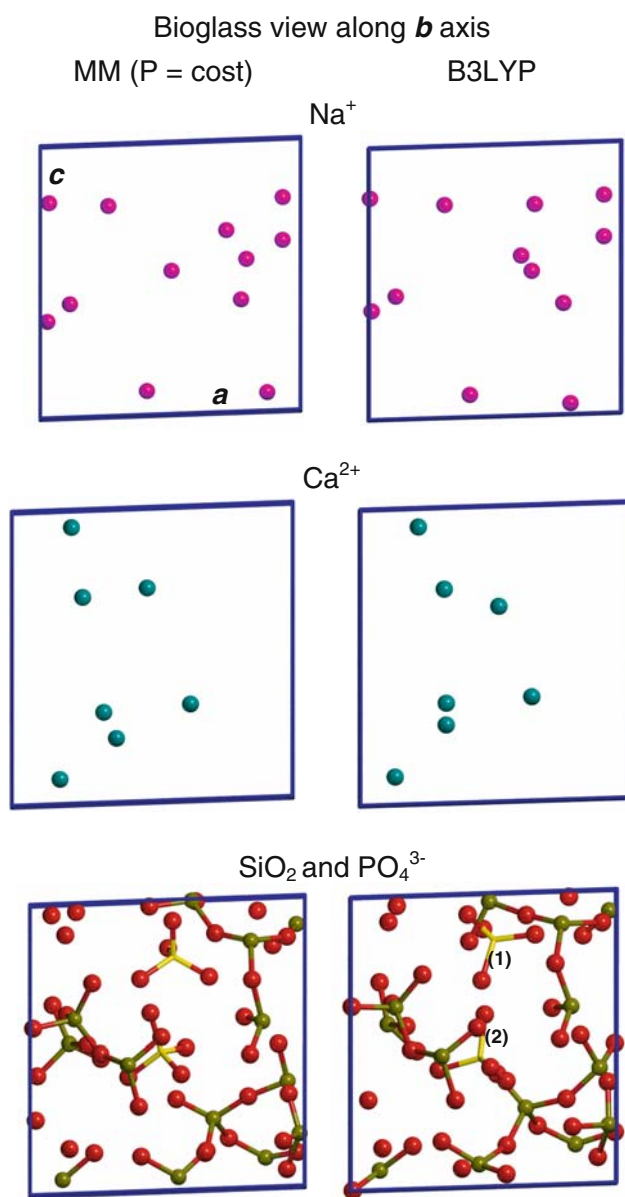 Bioglass view along b axis
MM (P = cost) B3LYP
Na⁺
c
a
Ca²⁺
SiO₂ and PO₄³⁻
(1)
(2)